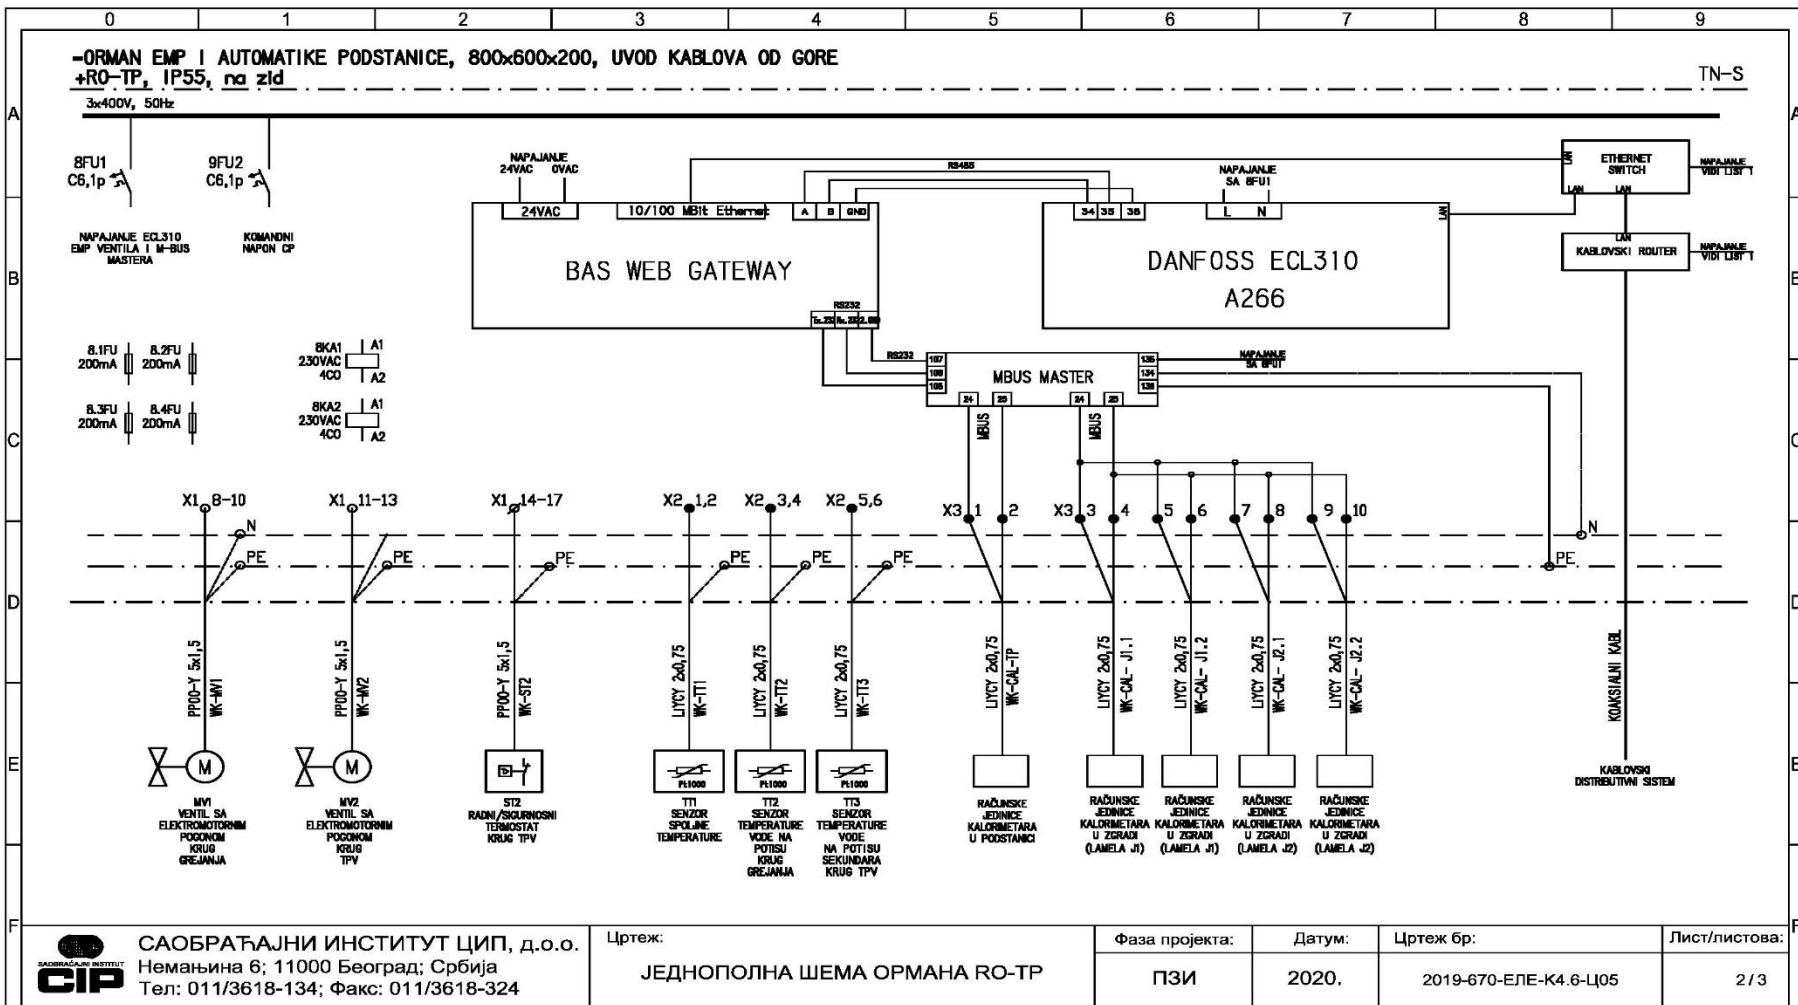 0 1 2 3 4 5 6 7 8 9
-ORMAN EMP I AUTOMATIKE PODSTANICE, 800x600x200, UVOD KABLOVA OD GORE
+RO-TP, IP55, na zid
TN-S
3x400V, 50Hz
A A
8FU1
C6,1p
9FU2
C6,1p
NAPAJANJE
24VAC 0VAC
RS485
NAPAJANJE
SA 8FU1
LAN
ETHERNET
SWITCH
LAN LAN
NAPAJANJE
VIDI LIST 1
24VAC
10/100 MBit Ethernet
A B GND
34 35 36
L N
LAN
NAPAJANJE ECL310
EMP VENTILA I M-BUS
MASTERA
KOMANDNI
NAPON CP
BAS WEB GATEWAY
DANFOSS ECL310
A266
LAN
KABLOVSKI ROUTER
NAPAJANJE
VIDI LIST 1
B B
RS232
8.1FU
200mA
8.2FU
200mA
8KA1
230VAC
4CO
A1
A2
RS232
107
106
105
MBUS MASTER
24 25 24 25
135
134
136
NAPAJANJE
SA 8FU1
8.3FU
200mA
8.4FU
200mA
8KA2
230VAC
4CO
A1
A2
MBUS
MBUS
C C
X1 8-10
X1 11-13
X1 14-17
X2 1,2
X2 3,4
X2 5,6
X3 1 2
X3 3 4 5 6 7 8 9 10
N N
PE PE PE PE PE PE PE
D D
PP00-Y 5x1,5
WK-MV1
PP00-Y 5x1,5
WK-MV2
PP00-Y 5x1,5
WK-ST2
LiYCY 2x0,75
WK-TT1
LiYCY 2x0,75
WK-TT2
LiYCY 2x0,75
WK-TT3
LiYCY 2x0,75
WK-CAL-TP
LiYCY 2x0,75
WK-CAL- J1.1
LiYCY 2x0,75
WK-CAL- J1.2
LiYCY 2x0,75
WK-CAL- J2.1
LiYCY 2x0,75
WK-CAL- J2.2
KOAKSIALNI KABL
E E
M
M
Pt1000
Pt1000
Pt1000
MV1
VENTIL SA
ELEKTROMOTORNIM
POGONOM
KRUG
GREJANJA
MV2
VENTIL SA
ELEKTROMOTORNIM
POGONOM
KRUG
TPV
ST2
RADNI/SIGURNOSNI
TERMOSTAT
KRUG TPV
TT1
SENZOR
SPOLJNE
TEMPERATURE
TT2
SENZOR
TEMPERATURE
VODE NA
POTISU
KRUG
GREJANJA
TT3
SENZOR
TEMPERATURE
VODE
NA POTISU
SEKUNDARA
KRUG TPV
RAČUNSKE
JEDINICE
KALORIMETARA
U PODSTANICI
RAČUNSKE
JEDINICE
KALORIMETARA
U ZGRADI
(LAMELA J1)
RAČUNSKE
JEDINICE
KALORIMETARA
U ZGRADI
(LAMELA J1)
RAČUNSKE
JEDINICE
KALORIMETARA
U ZGRADI
(LAMELA J2)
RAČUNSKE
JEDINICE
KALORIMETARA
U ZGRADI
(LAMELA J2)
KABLOVSKI
DISTRIBUTIVNI SISTEM
F F
SAOBRAĆAJNI INSTITUT
CIP
САОБРАЋАЈНИ ИНСТИТУТ ЦИП, д.о.о.
Немањина 6; 11000 Београд; Србија
Тел: 011/3618-134; Факс: 011/3618-324
Цртеж:
ЈЕДНОПОЛНА ШЕМА ОРМАНА RO-TP
Фаза пројекта:
ПЗИ
Датум:
2020.
Цртеж бр:
2019-670-ЕЛЕ-К4.6-Ц05
Лист/листова:
2/3